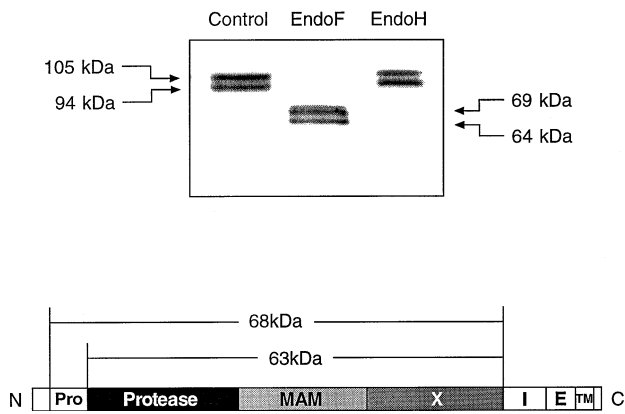 Control EndoF EndoH
105 kDa
94 kDa
69 kDa
64 kDa
68kDa
63kDa
N Pro Protease MAM X I E TM C